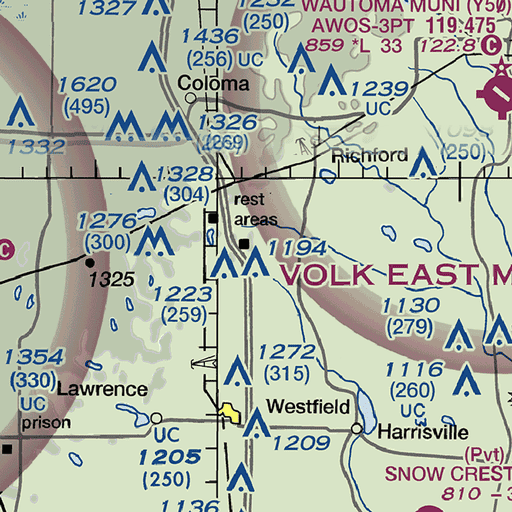 1327
1252
(250)
WAUTOMA MUNI (Y50)
AWOS-3PT 119.475
859 *L 33 122.8 C
1436
(256) UC
Coloma
1620
(495)
1239
UC
1326
(269)
1332
Richford
(250)
1328
(304)
rest
areas
1276
(300)
C
1325
1194
VOLK EAST M
1223
(259)
1130
(279)
1272
(315)
1354
(330)
UC
prison
1116
(260)
UC
Lawrence
Westfield
UC
1209
Harrisville
1205
(250)
(Pvt)
SNOW CREST
810 - 3
1136